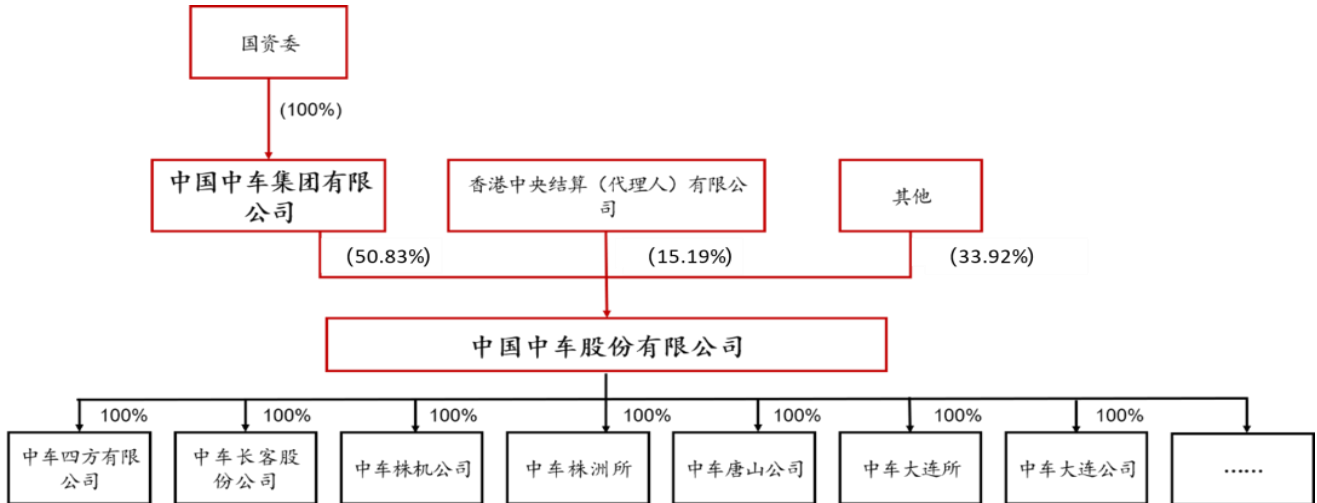 国资委
(100%)
中国中车集团有限
公司
香港中央结算（代理人）有限公
司
其他
(50.83%)
(15.19%)
(33.92%)
中国中车股份有限公司
100%
100%
100%
100%
100%
100%
100%
中车四方有限
公司
中车长客股
份公司
中车株机公司
中车株洲所
中车唐山公司
中车大连所
中车大连公司
……